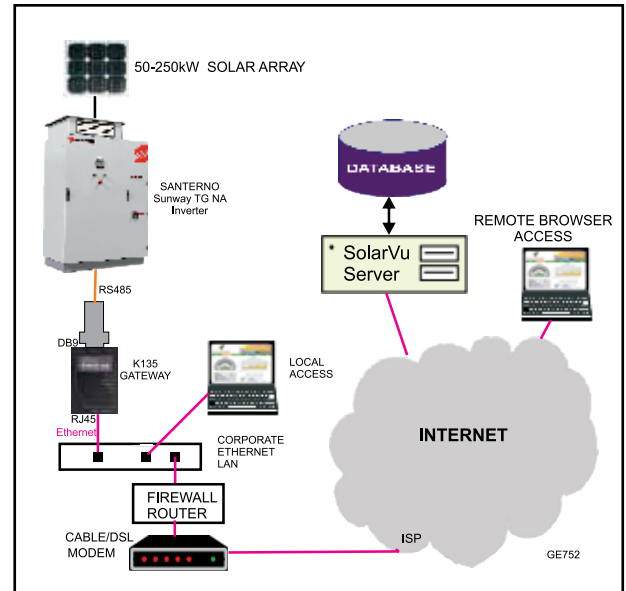 50-250kW SOLAR ARRAY
SANTERNO
Sunway TG NA
Inverter
RS485
DB9
K135
GATEWAY
RJ45
Ethernet
LOCAL
ACCESS
CORPORATE
ETHERNET
LAN
FIREWALL
ROUTER
CABLE/DSL
MODEM
DATABASE
* SolarVu
Server
REMOTE BROWSER
ACCESS
INTERNET
ISP
GE752